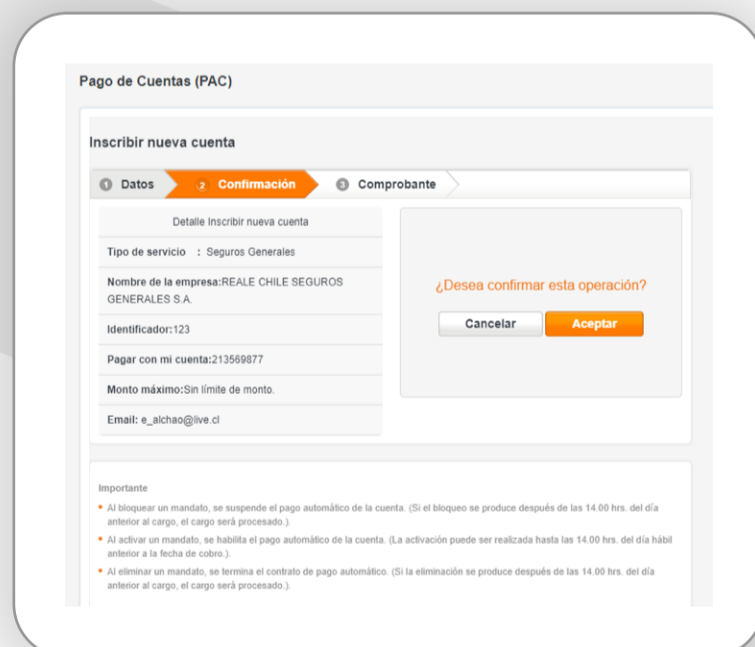 Pago de Cuentas (PAC)
Inscribir nueva cuenta
1 Datos
2 Confirmación
3 Comprobante
Detalle Inscribir nueva cuenta
Tipo de servicio : Seguros Generales
Nombre de la empresa:REALE CHILE SEGUROS
GENERALES S.A.
Identificador:123
Pagar con mi cuenta:213569877
Monto máximo:Sin límite de monto.
Email: e_alchao@live.cl
¿Desea confirmar esta operación?
Cancelar
Aceptar
Importante
• Al bloquear un mandato, se suspende el pago automático de la cuenta. (Si el bloqueo se produce después de las 14.00 hrs. del día
anterior al cargo, el cargo será procesado.).
• Al activar un mandato, se habilita el pago automático de la cuenta. (La activación puede ser realizada hasta las 14.00 hrs. del día hábil
anterior a la fecha de cobro.).
• Al eliminar un mandato, se termina el contrato de pago automático. (Si la eliminación se produce después de las 14.00 hrs. del día
anterior al cargo, el cargo será procesado.).